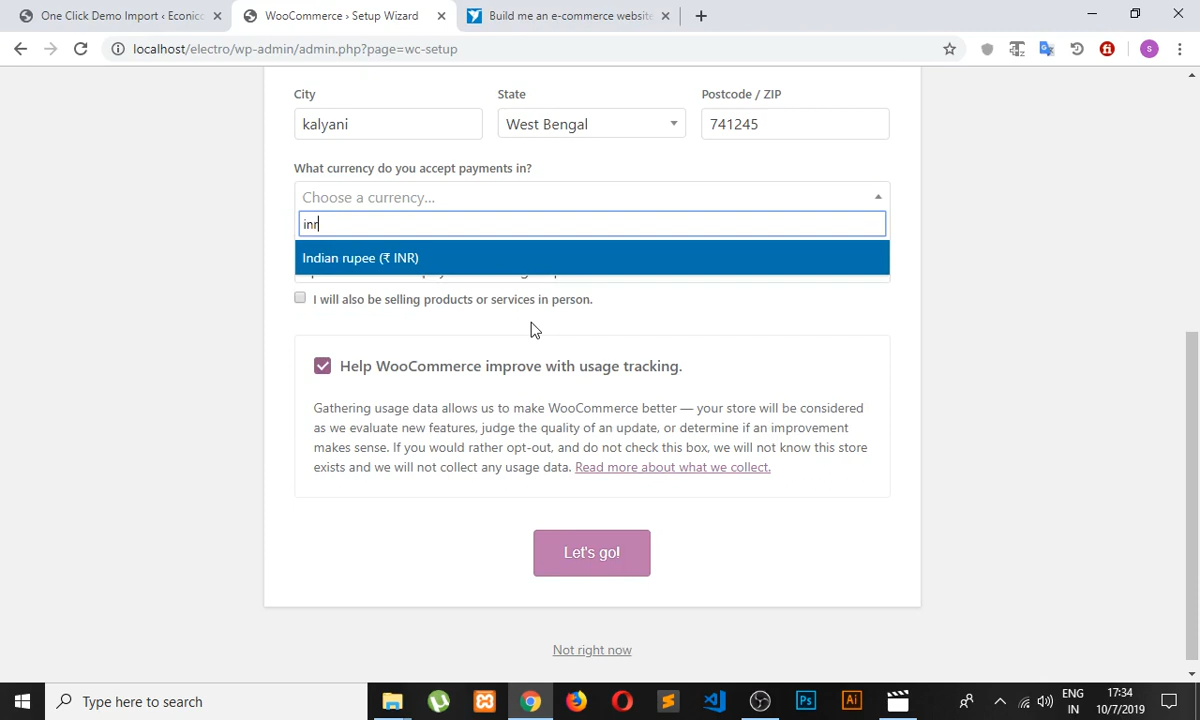 One Click Demo Import ‹ Econico
WooCommerce › Setup Wizard
Build me an e-commerce website
localhost/electro/wp-admin/admin.php?page=wc-setup
City
State
Postcode / ZIP
kalyani
West Bengal
741245
What currency do you accept payments in?
Choose a currency...
inr
Indian rupee (₹ INR)
I will also be selling products or services in person.
Help WooCommerce improve with usage tracking.
Gathering usage data allows us to make WooCommerce better — your store will be considered
as we evaluate new features, judge the quality of an update, or determine if an improvement
makes sense. If you would rather opt-out, and do not check this box, we will not know this store
exists and we will not collect any usage data. Read more about what we collect.
Let's go!
Not right now
Type here to search
Ps
Ai
ENG
IN
17:34
10/7/2019